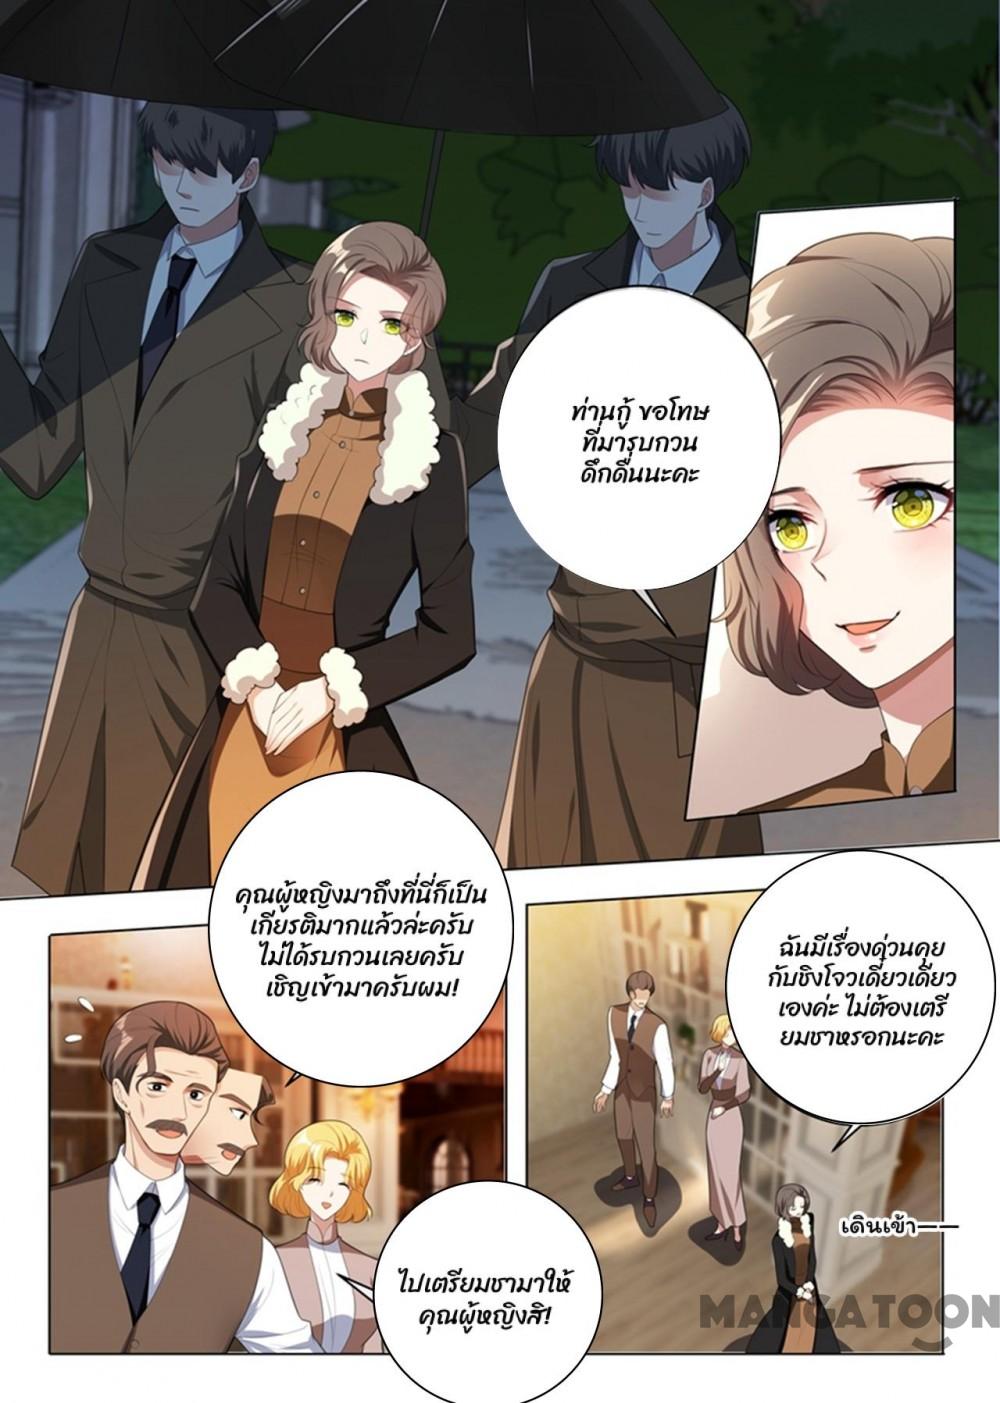 ท่านกู้ ขอโทษ
ที่มารบกวน
ดึกดื่นนะคะ
คุณผู้หญิงมาถึงที่นี่ก็เป็น
เกียรติมากแล้วล่ะครับ
ไม่ได้รบกวนเลยครับ
เชิญเข้ามาครับผม!
ฉันมีเรื่องด่วนคุย
กับชิงโจวเดี๋ยวเดียว
เองค่ะ ไม่ต้องเตรี
ยมชาหรอกนะคะ
เดินเข้า——
ไปเตรียมชามาให้
คุณผู้หญิงสิ!
MANGATOON